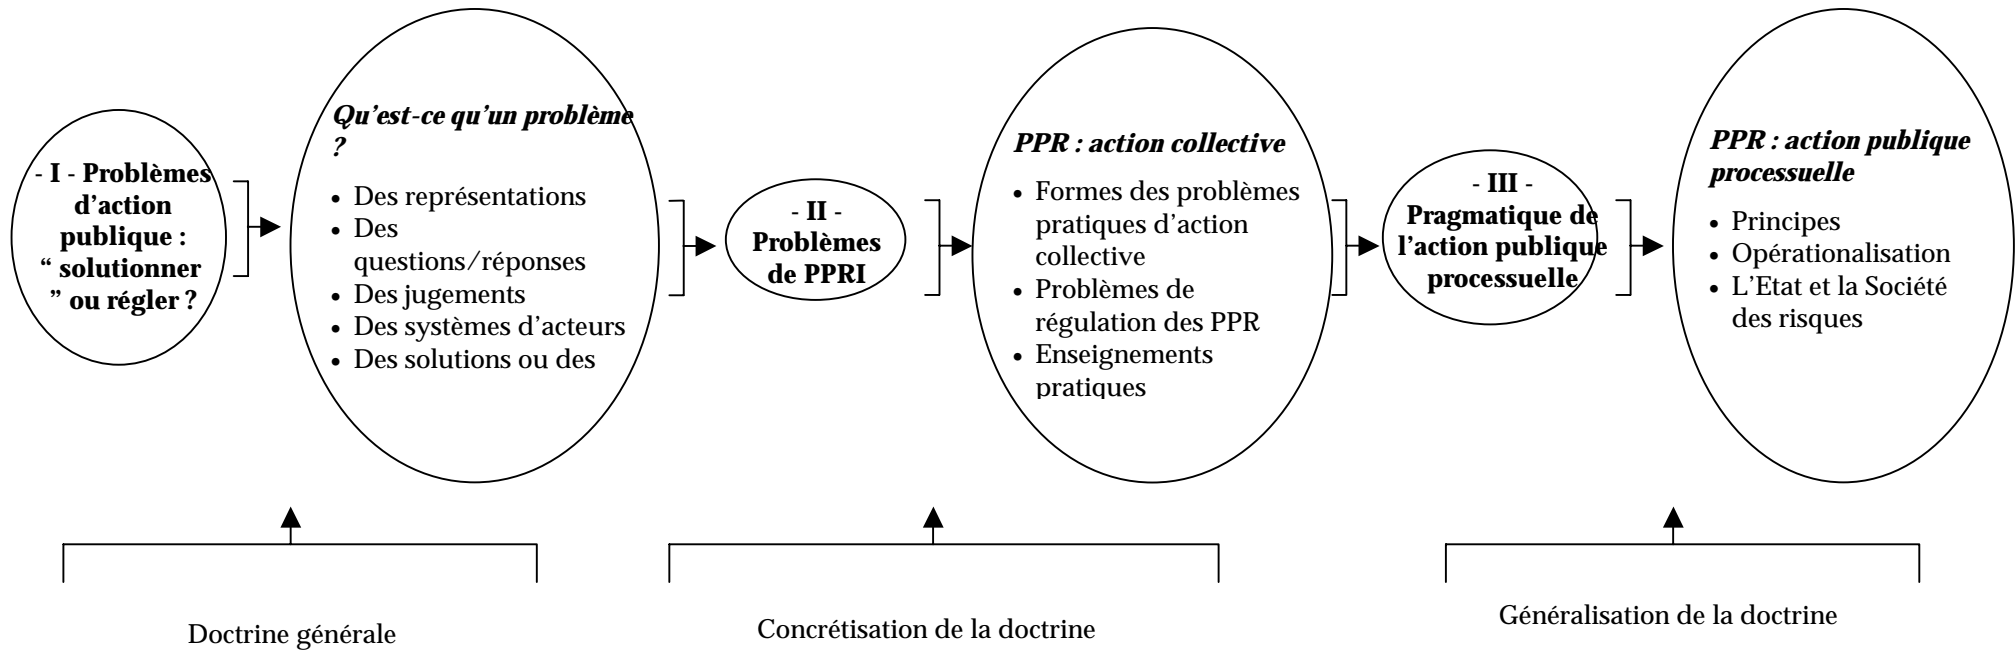 - I - Problèmes
d’action
publique :
“ solutionner
” ou régler ?
Qu’est-ce qu’un problème
?
• Des représentations
• Des
questions/réponses
• Des jugements
• Des systèmes d’acteurs
• Des solutions ou des
- II -
Problèmes
de PPRI
PPR : action collective
• Formes des problèmes
pratiques d’action
collective
• Problèmes de
régulation des PPR
• Enseignements
pratiques
- III -
Pragmatique de
l’action publique
processuelle
PPR : action publique
processuelle
• Principes
• Opérationalisation
• L’Etat et la Société
des risques
Doctrine générale
Concrétisation de la doctrine
Généralisation de la doctrine